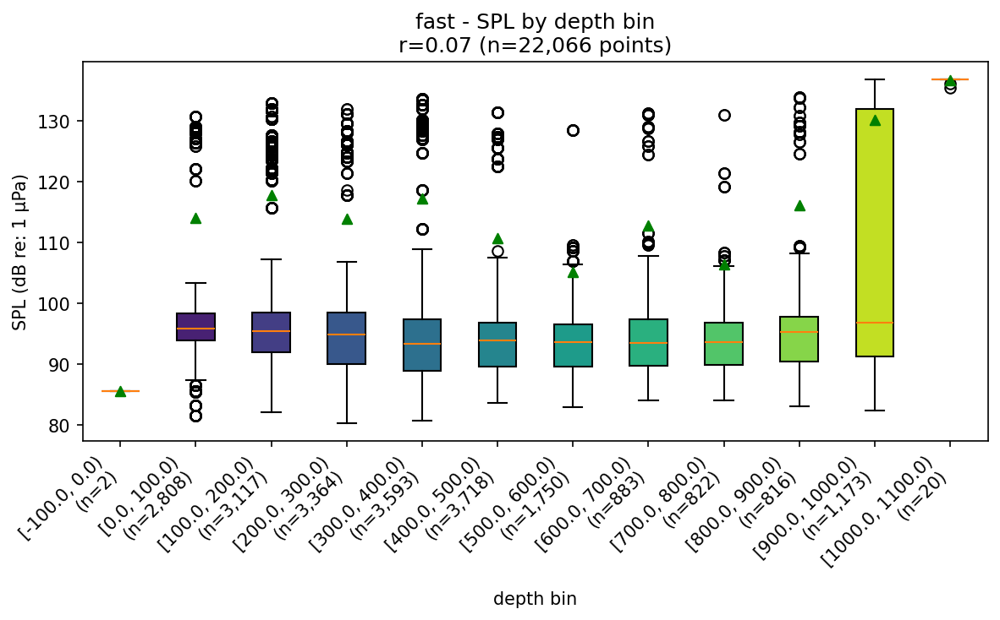 fast - SPL by depth bin
r=0.07 (n=22,066 points)
SPL (dB re: 1 µPa)
130
120
110
100
90
80
[-100.0, 0.0)
(n=2)
[0.0, 100.0)
(n=2,808)
[100.0, 200.0)
(n=3,117)
[200.0, 300.0)
(n=3,364)
[300.0, 400.0)
(n=3,593)
[400.0, 500.0)
(n=3,718)
[500.0, 600.0)
(n=1,750)
[600.0, 700.0)
(n=883)
[700.0, 800.0)
(n=822)
[800.0, 900.0)
(n=816)
[900.0, 1000.0)
(n=1,173)
[1000.0, 1100.0)
(n=20)
depth bin